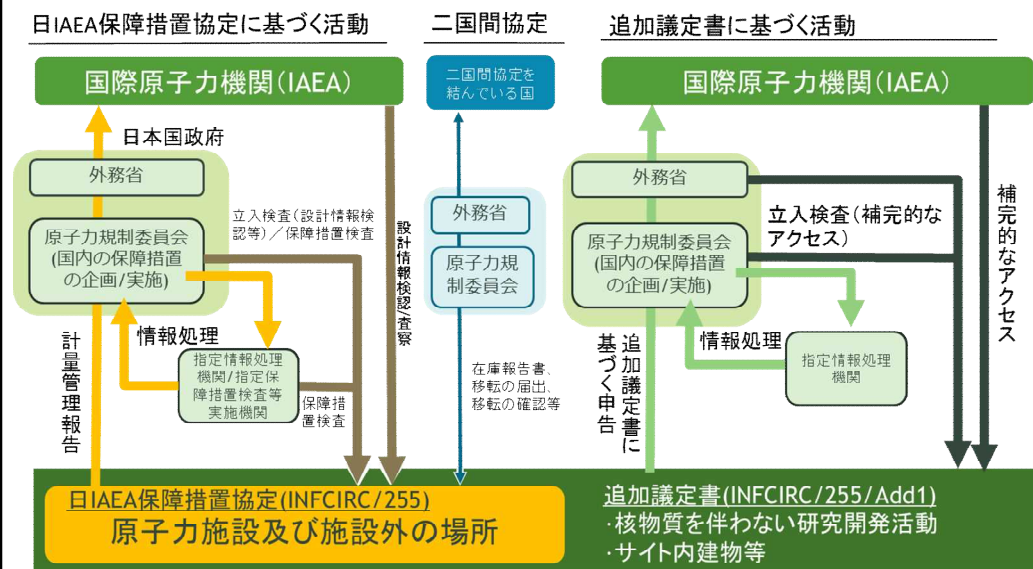 日IAEA保障措置協定に基づく活動
国際原子力機関(IAEA)
日本国政府
外務省
原子力規制委員会
(国内の保障措置
の企画/実施)
立入検査(設計情報検
認等)/保障措置検査
設計情報検認/査察
計量管理報告
情報処理
指定情報処理
機関/指定保
障措置検査等
実施機関
保障措
置検査
二国間協定
二国間協定を
結んでいる国
外務省
原子力規
制委員会
在庫報告書、
移転の届出、
移転の確認等
追加議定書に基づく活動
国際原子力機関(IAEA)
外務省
原子力規制委員会
(国内の保障措置
の企画/実施)
立入検査(補完的な
アクセス)
補完的なアクセス
追加議定書に
基づく申告
情報処理
指定情報処理
機関
日IAEA保障措置協定(INFCIRC/255)
原子力施設及び施設外の場所
追加議定書(INFCIRC/255/Add1)
・核物質を伴わない研究開発活動
・サイト内建物等